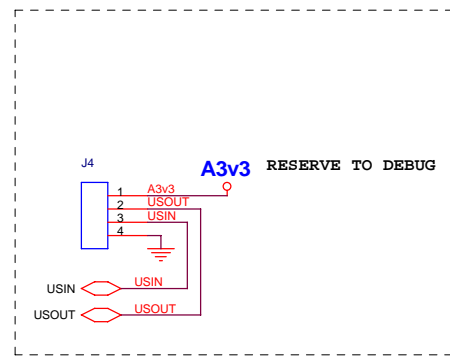 J4
A3v3 RESERVE TO DEBUG
1 A3v3
2 USOUT
3 USIN
4
USIN USIN
USOUT USOUT